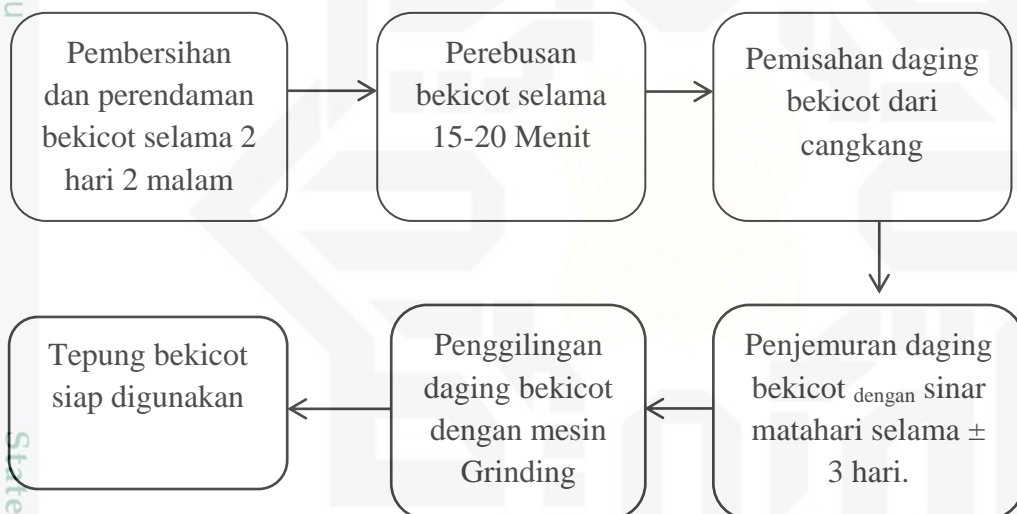 Pembersihan
dan perendaman
bekicot selama 2
hari 2 malam
Perebusan
bekicot selama
15-20 Menit
Pemisahan daging
bekicot dari
cangkang
Penjemuran daging
bekicot dengan sinar
matahari selama ±
3 hari.
Penggilingan
daging bekicot
dengan mesin
Grinding
Tepung bekicot
siap digunakan
u
State